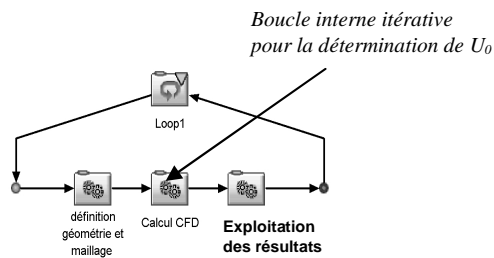 Boucle interne itérative
pour la détermination de U₀
Loop1
définition
géométrie et
maillage
Calcul CFD
Exploitation
des résultats